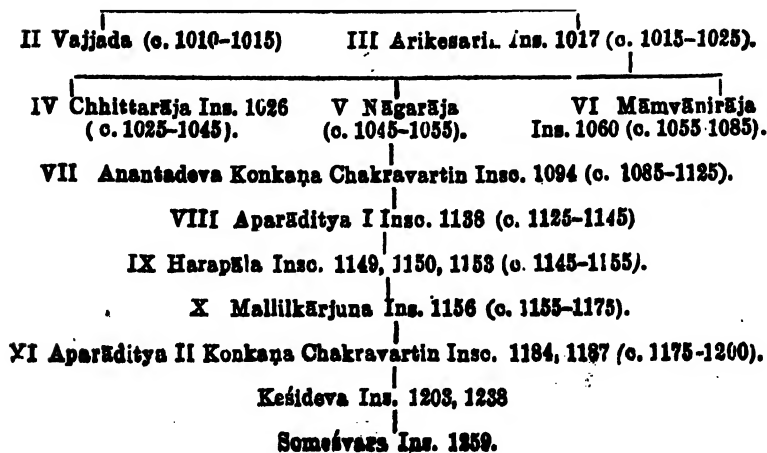 II Vajjada (c. 1010-1015) III Arikesarin Ins. 1017 (c. 1015-1025).
IV Chhittarāja Ins. 1026 V Nāgarāja VI Māmvānirāja
(c. 1025-1045). (c. 1045-1055). Ins. 1060 (c. 1055 1085).
VII Anantadeva Konkaṇa Chakravartin Insc. 1094 (c. 1085-1125).
VIII Aparāditya I Insc. 1138 (c. 1125-1145)
IX Harapāla Insc. 1149, 1150, 1153 (c. 1145-1155).
X Mallilkārjuna Ins. 1156 (c. 1155-1175).
XI Aparāditya II Konkaṇa Chakravartin Insc. 1184, 1187 (c. 1175-1200).
Keśideva Ins. 1203, 1238
Someśvara Ins. 1259.